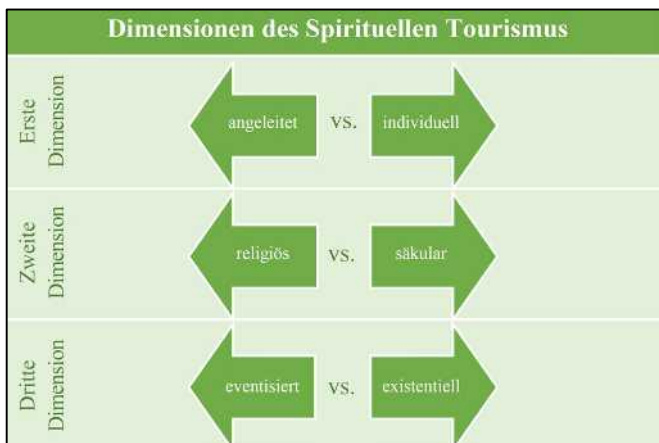 Dimensionen des Spirituellen Tourismus
Erste
Dimension
angeleitet vs. individuell
Zweite
Dimension
religiös vs. säkular
Dritte
Dimension
eventisiert vs. existentiell